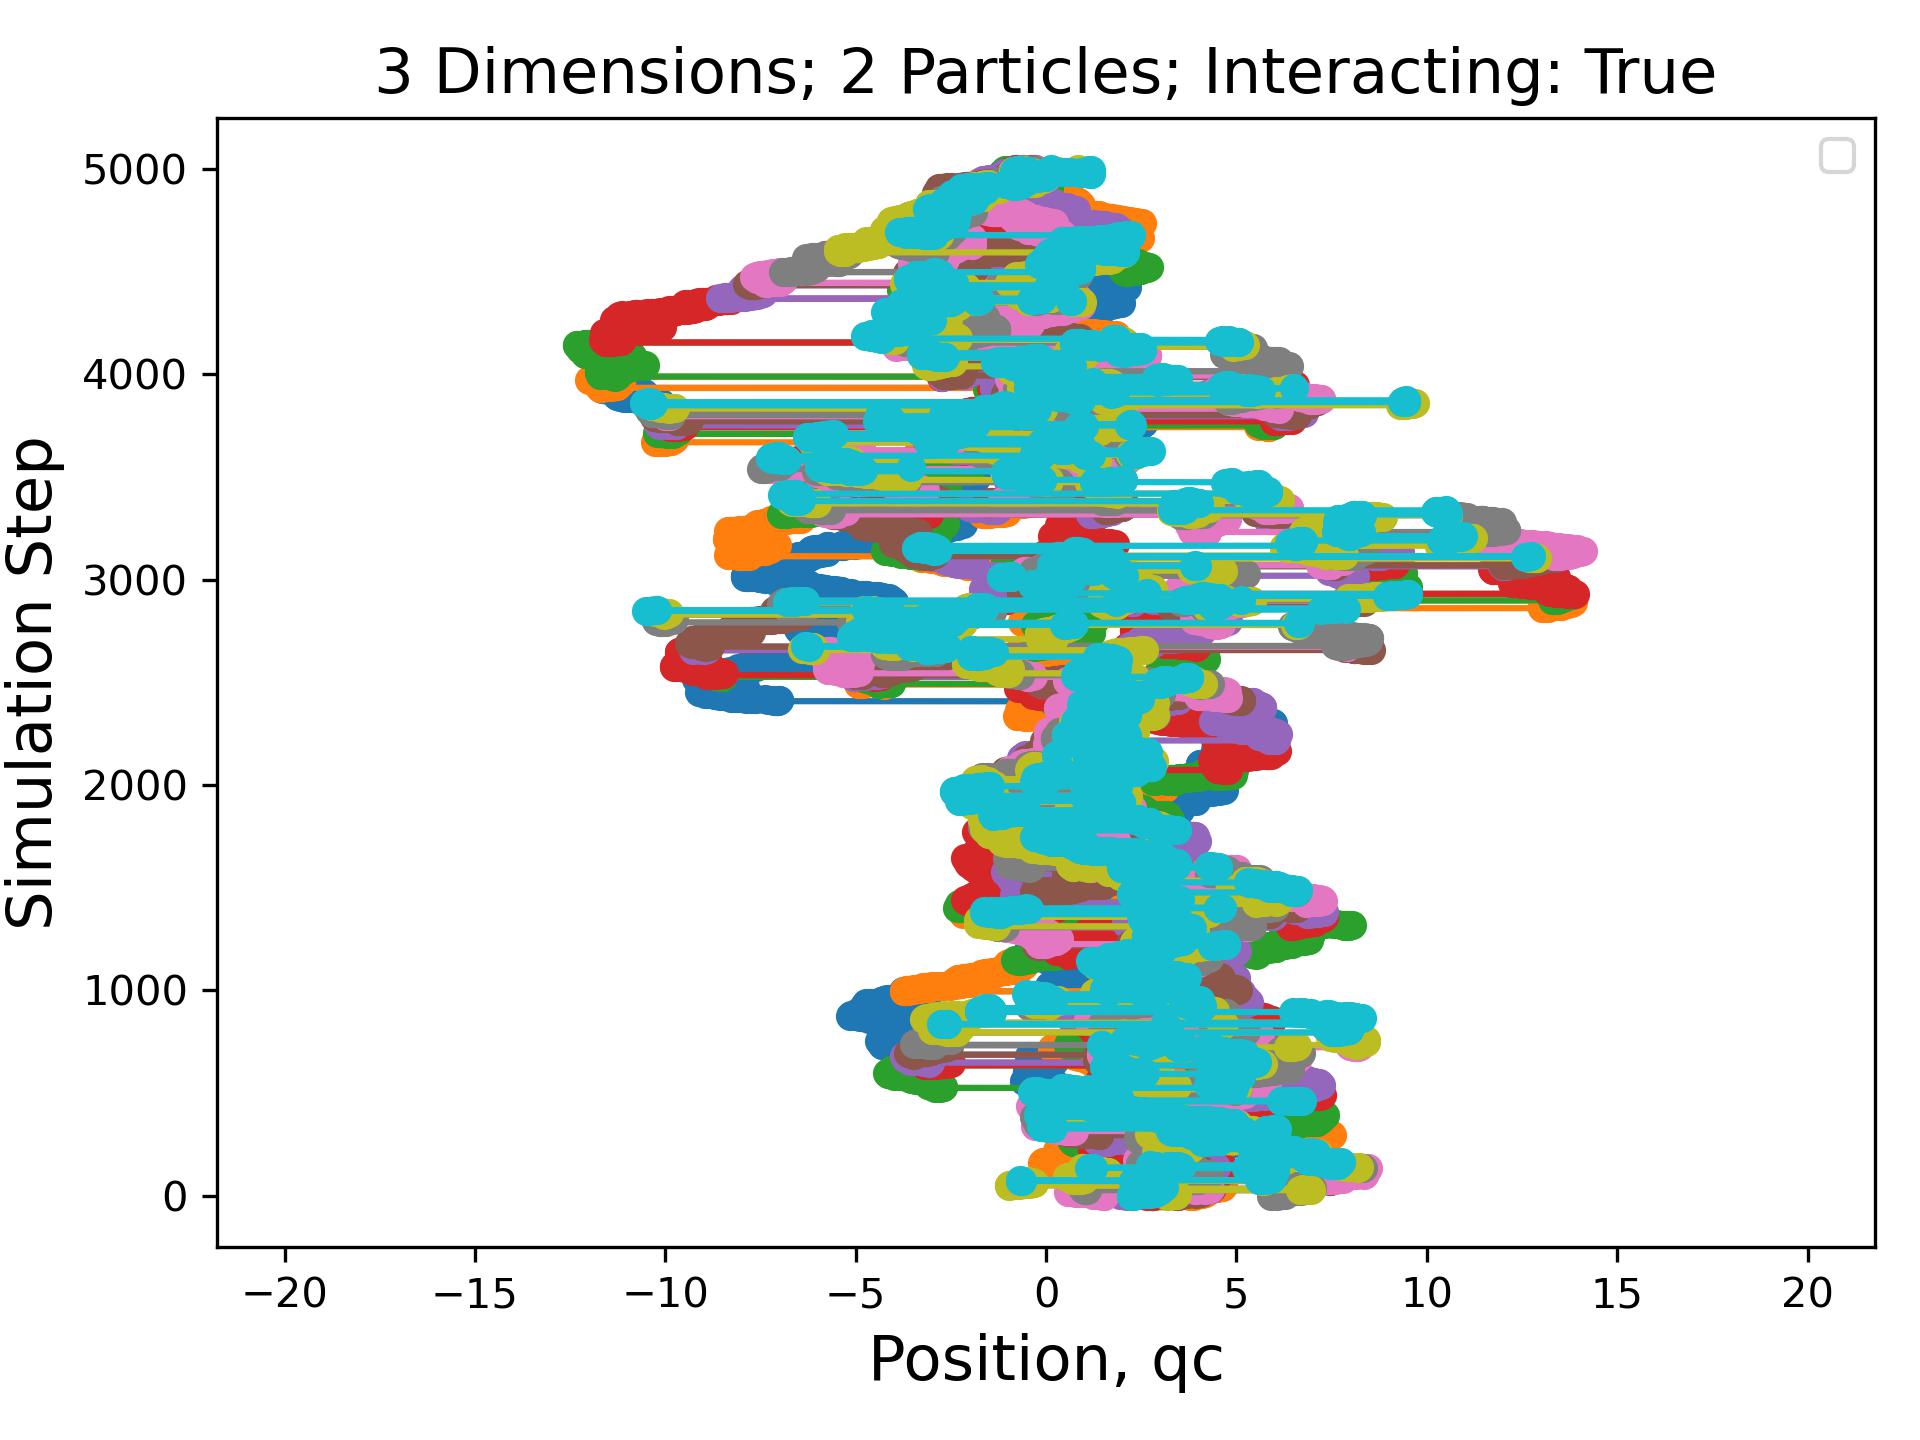 3 Dimensions; 2 Particles; Interacting: True
Simulation Step
5000
4000
3000
2000
1000
0
−20 −15 −10 −5 0 5 10 15 20
Position, qc